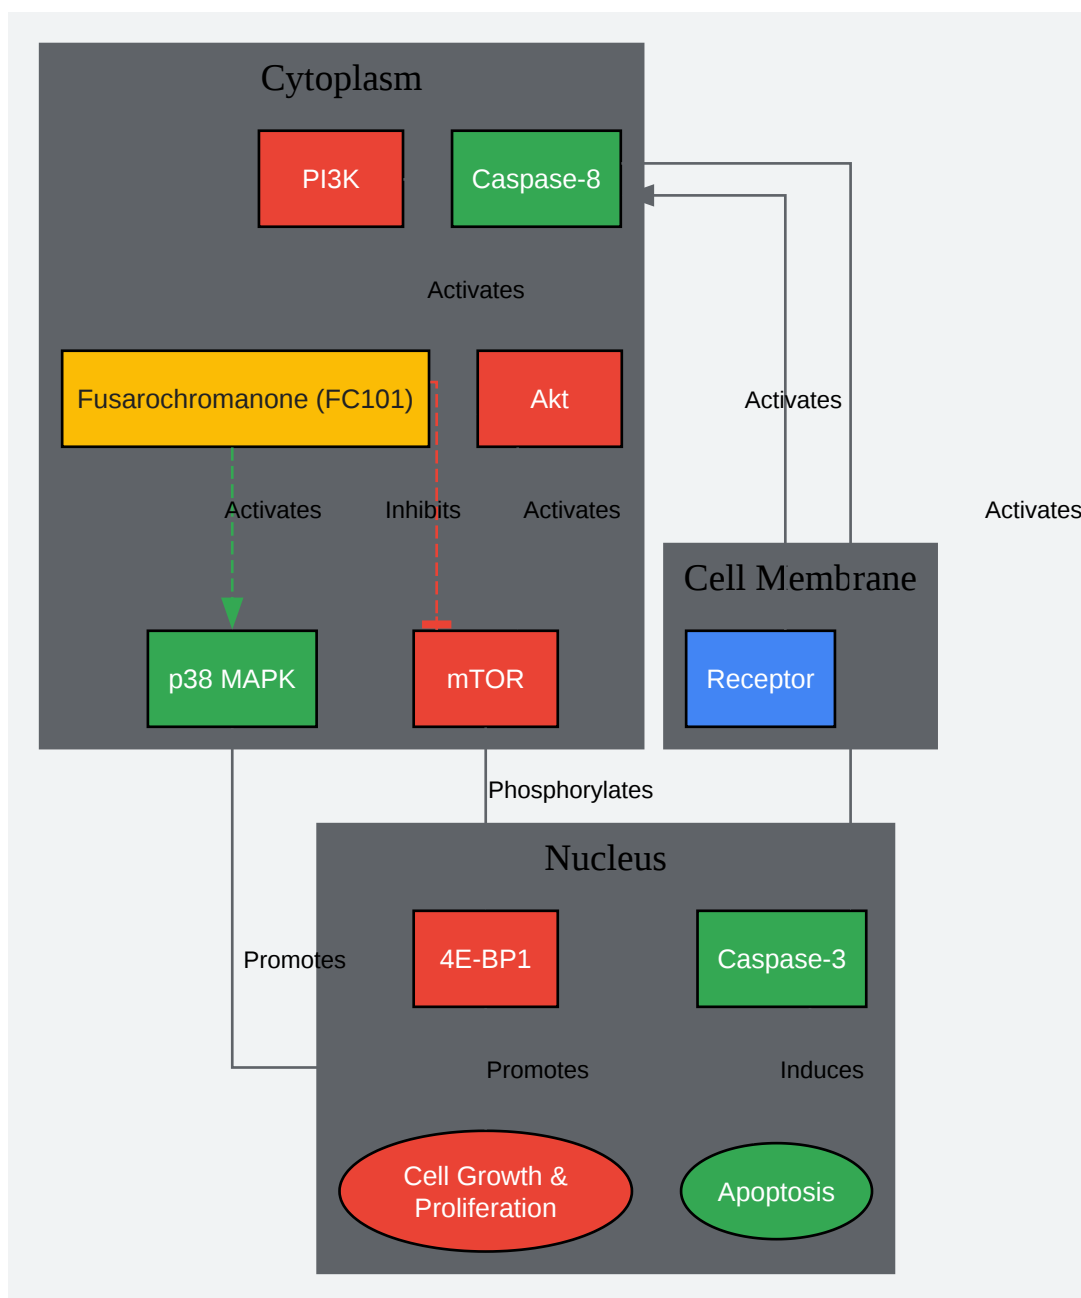 Cytoplasm
PI3K
Caspase-8
Activates
Fusarochromanone (FC101)
Akt
Activates
Activates
Inhibits
Activates
Activates
Cell Membrane
p38 MAPK
mTOR
Receptor
Phosphorylates
Nucleus
4E-BP1
Caspase-3
Promotes
Promotes
Induces
Cell Growth &
Proliferation
Apoptosis